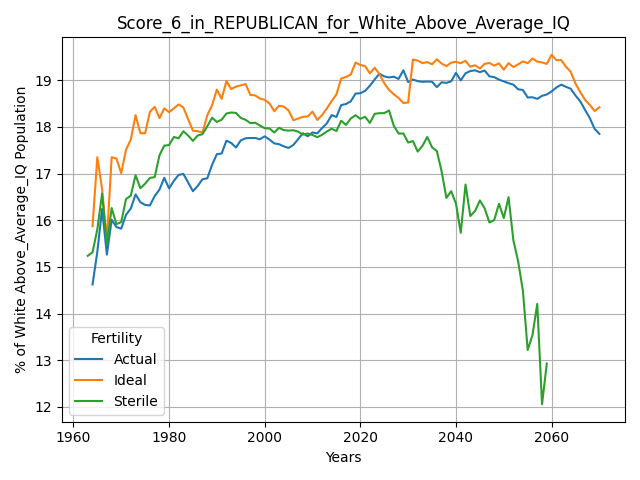 Score_6_in_REPUBLICAN_for_White_Above_Average_IQ
% of White Above_Average_IQ Population
19
18
17
16
15
14
13
12
Fertility
Actual
Ideal
Sterile
1960
1980
2000
2020
2040
2060
Years